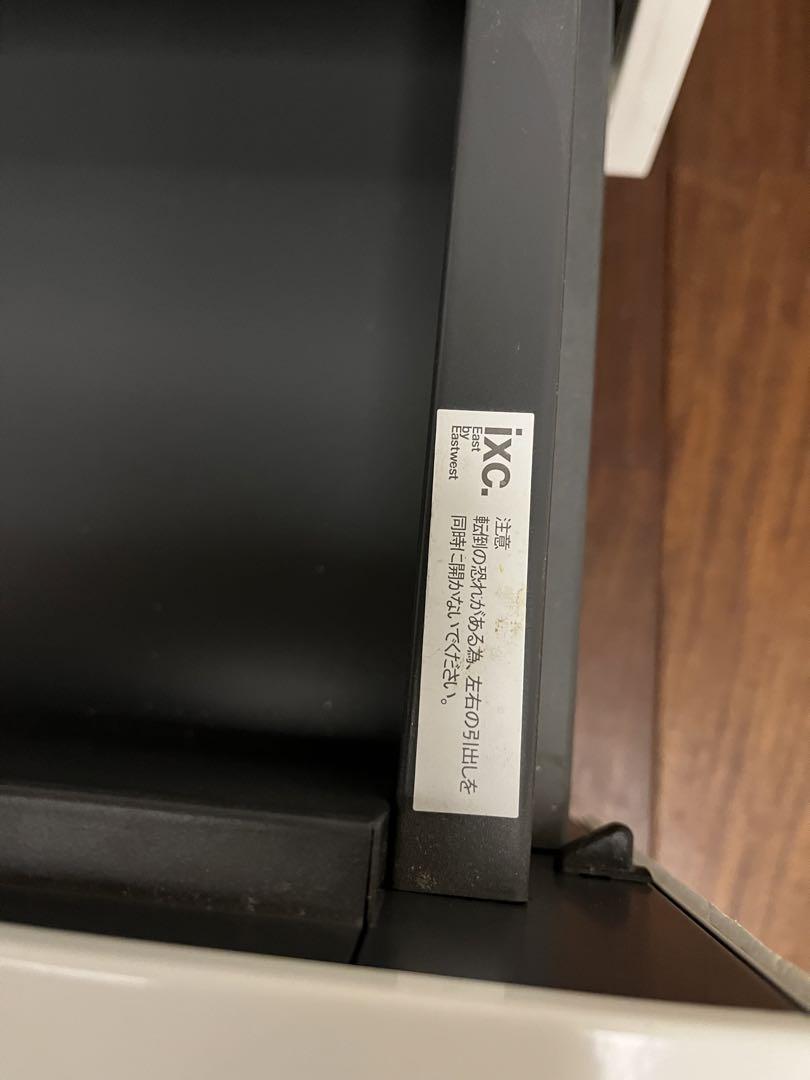 ixc.
East
by
Eastwest
注意
転倒の恐れがある為、左右の引出しを
同時に開かないでください。